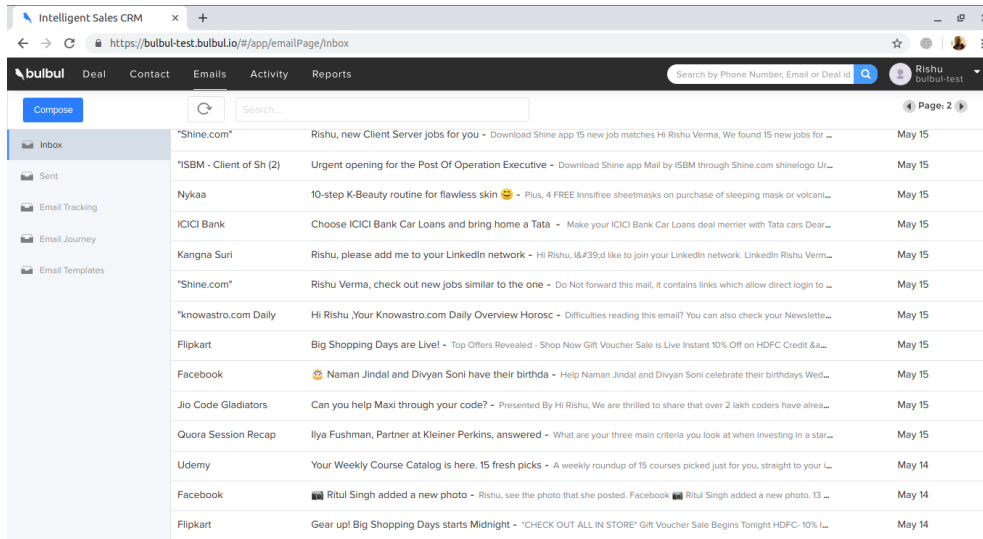 Intelligent Sales CRM × +
https://bulbul-test.bulbul.io/#/app/emailPage/Inbox
bulbul Deal Contact Emails Activity Reports Search by Phone Number, Email or Deal id Rishu
bulbul-test
Compose Search... Page: 2
Inbox
Sent
Email Tracking
Email Journey
Email Templates
"Shine.com" Rishu, new Client Server jobs for you - Download Shine app 15 new job matches Hi Rishu Verma, We found 15 new jobs for ... May 15
"ISBM - Client of Sh (2) Urgent opening for the Post Of Operation Executive - Download Shine app Mail by ISBM through Shine.com shinelogo Ur... May 15
Nykaa 10-step K-Beauty routine for flawless skin 😄 - Plus, 4 FREE Innsifree sheetmasks on purchase of sleeping mask or volcani... May 15
ICICI Bank Choose ICICI Bank Car Loans and bring home a Tata - Make your ICICI Bank Car Loans deal merrier with Tata cars Dear... May 15
Kangna Suri Rishu, please add me to your LinkedIn network - Hi Rishu, I&#39;d like to join your LinkedIn network. LinkedIn Rishu Verm... May 15
"Shine.com" Rishu Verma, check out new jobs similar to the one - Do Not forward this mail, it contains links which allow direct login to ... May 15
"knowastro.com Daily Hi Rishu ,Your Knowastro.com Daily Overview Horosc - Difficulties reading this email? You can also check your Newslette... May 15
Flipkart Big Shopping Days are Live! - Top Offers Revealed - Shop Now Gift Voucher Sale is Live Instant 10% Off on HDFC Credit &a... May 15
Facebook 🎂 Naman Jindal and Divyan Soni have their birthda - Help Naman Jindal and Divyan Soni celebrate their birthdays Wed... May 15
Jio Code Gladiators Can you help Maxi through your code? - Presented By Hi Rishu, We are thrilled to share that over 2 lakh coders have alrea... May 15
Quora Session Recap Ilya Fushman, Partner at Kleiner Perkins, answered - What are your three main criteria you look at when investing in a star... May 15
Udemy Your Weekly Course Catalog is here. 15 fresh picks - A weekly roundup of 15 courses picked just for you, straight to your i... May 14
Facebook 📸 Ritul Singh added a new photo - Rishu, see the photo that she posted. Facebook 📸 Ritul Singh added a new photo. 13 ... May 14
Flipkart Gear up! Big Shopping Days starts Midnight - "CHECK OUT ALL IN STORE" Gift Voucher Sale Begins Tonight HDFC- 10% I... May 14